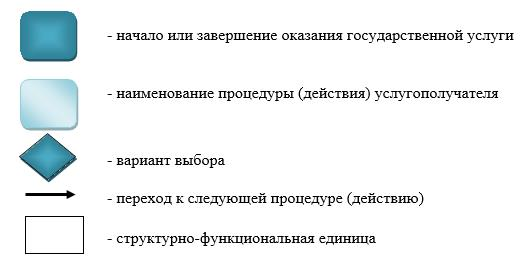 - начало или завершение оказания государственной услуги
- наименование процедуры (действия) услугополучателя
- вариант выбора
- переход к следующей процедуре (действию)
- структурно-функциональная единица